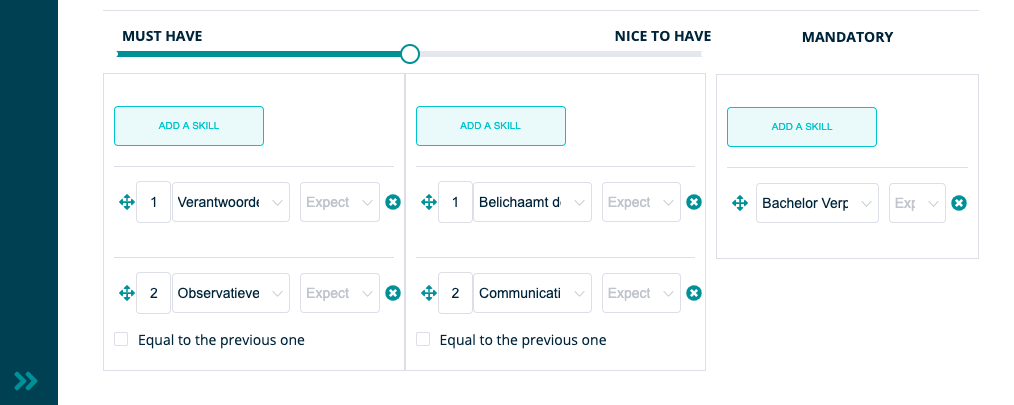 MUST HAVE NICE TO HAVE MANDATORY
ADD A SKILL ADD A SKILL ADD A SKILL
1 Verantwoorde Expect 1 Belichaamt Expect Bachelor Exp
2 Observatieve Expect 2 Communicati Expect
Equal to the previous one Equal to the previous one